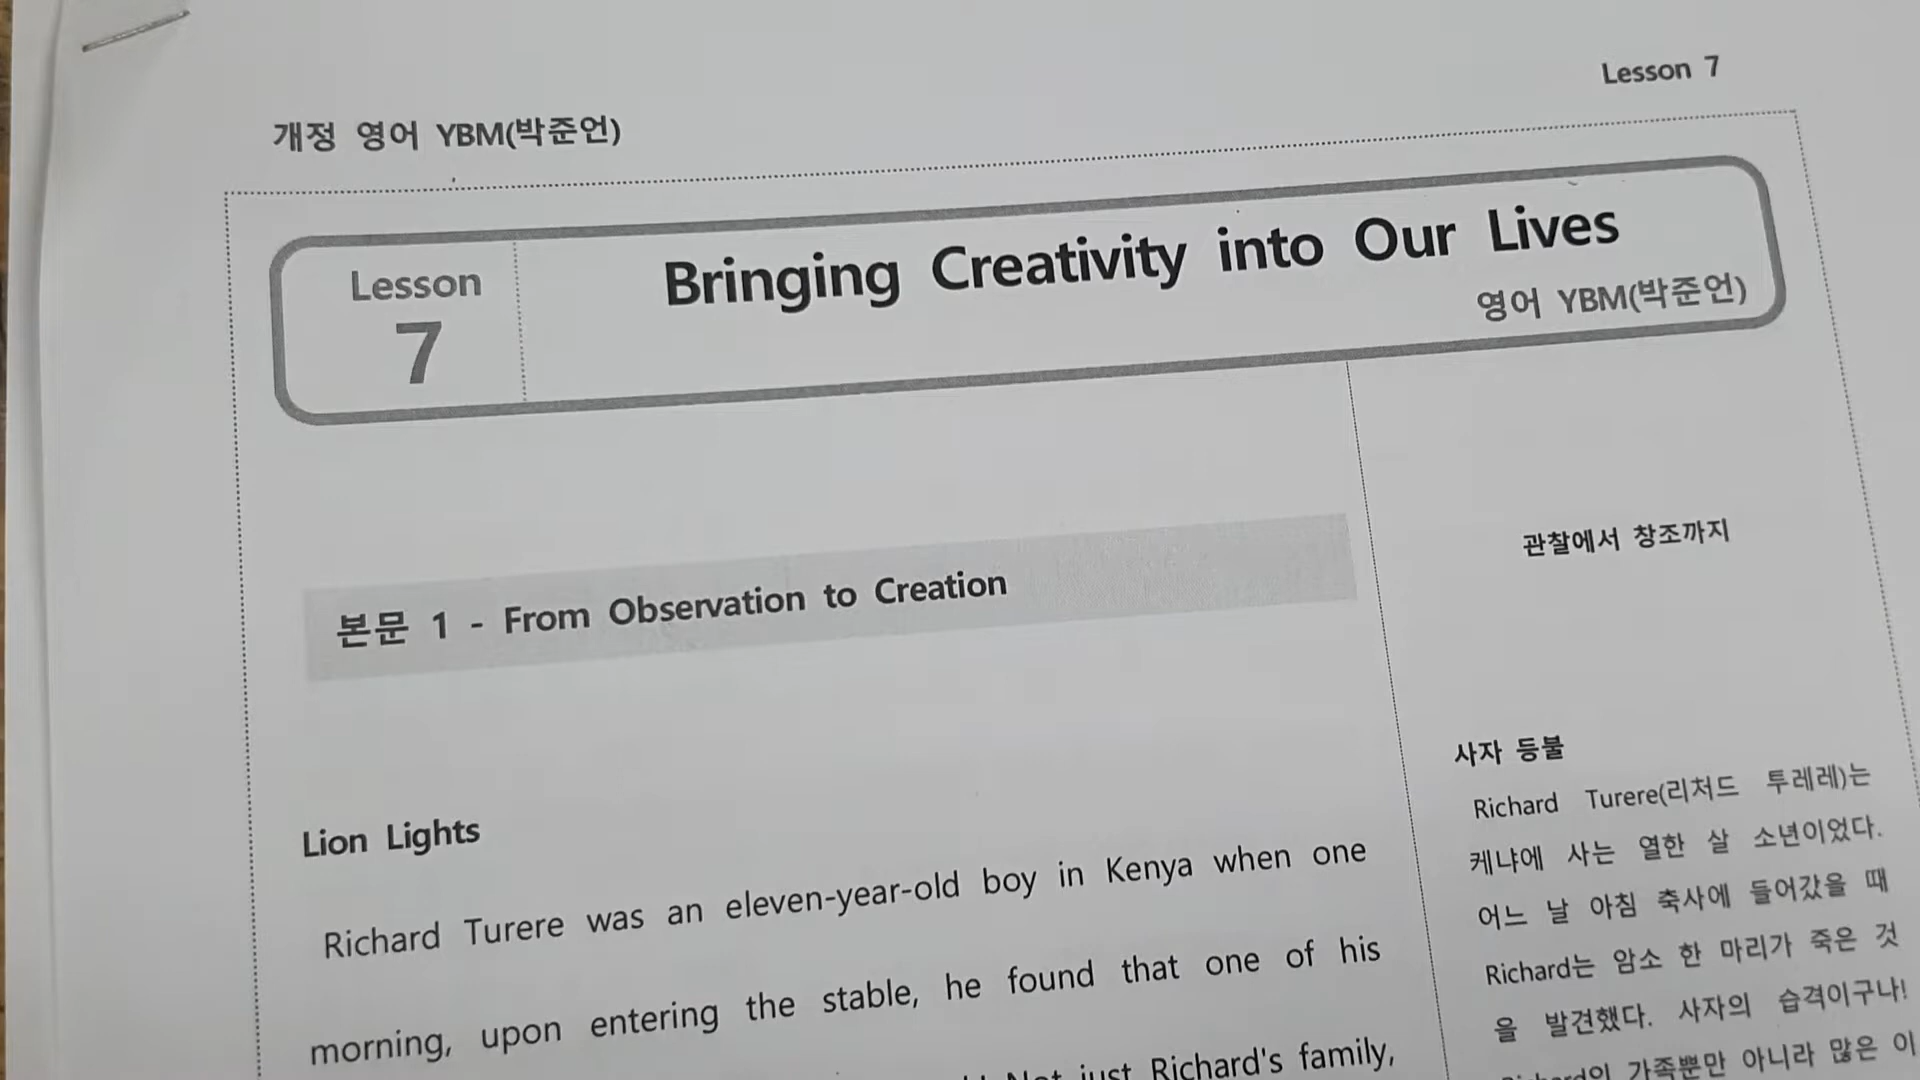 Lesson 7
개정 영어 YBM(박준언)
Lesson
7
Bringing Creativity into Our Lives
영어 YBM(박준언)
본문 1 - From Observation to Creation
Lion Lights
Richard Turere was an eleven-year-old boy in Kenya when one
morning, upon entering the stable, he found that one of his
Not just Richard's family,
관찰에서 창조까지
사자 등불
Richard Turere(리처드 투레레)는
케냐에 사는 열한 살 소년이었다.
어느 날 아침 축사에 들어갔을 때
Richard는 암소 한 마리가 죽은 것
을 발견했다. 사자의 습격이구나!
가족뿐만 아니라 많은 이